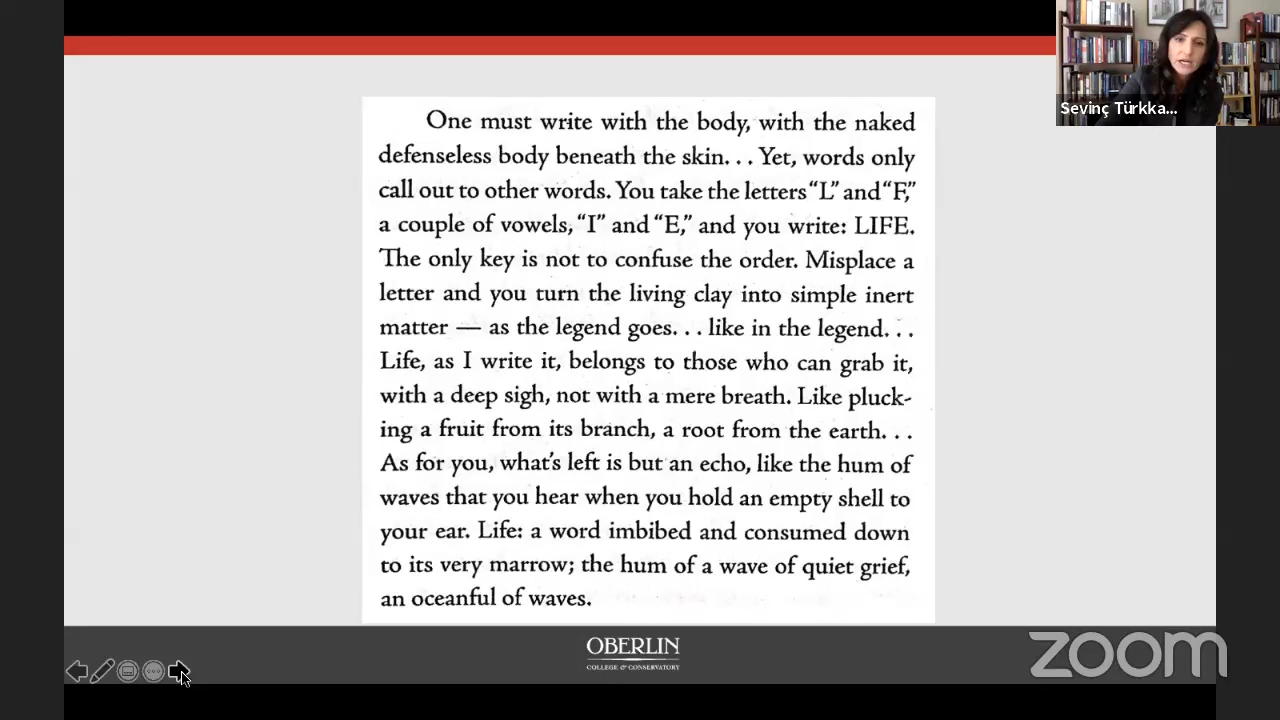 Sevinç Türkka...
One must write with the body, with the naked
defenseless body beneath the skin. . . Yet, words only
call out to other words. You take the letters “L” and “F,”
a couple of vowels, “I” and “E,” and you write: LIFE.
The only key is not to confuse the order. Misplace a
letter and you turn the living clay into simple inert
matter — as the legend goes. . . like in the legend. . .
Life, as I write it, belongs to those who can grab it,
with a deep sigh, not with a mere breath. Like pluck-
ing a fruit from its branch, a root from the earth. . .
As for you, what’s left is but an echo, like the hum of
waves that you hear when you hold an empty shell to
your ear. Life: a word imbibed and consumed down
to its very marrow; the hum of a wave of quiet grief,
an oceanful of waves.
OBERLIN
COLLEGE & CONSERVATORY
zoom